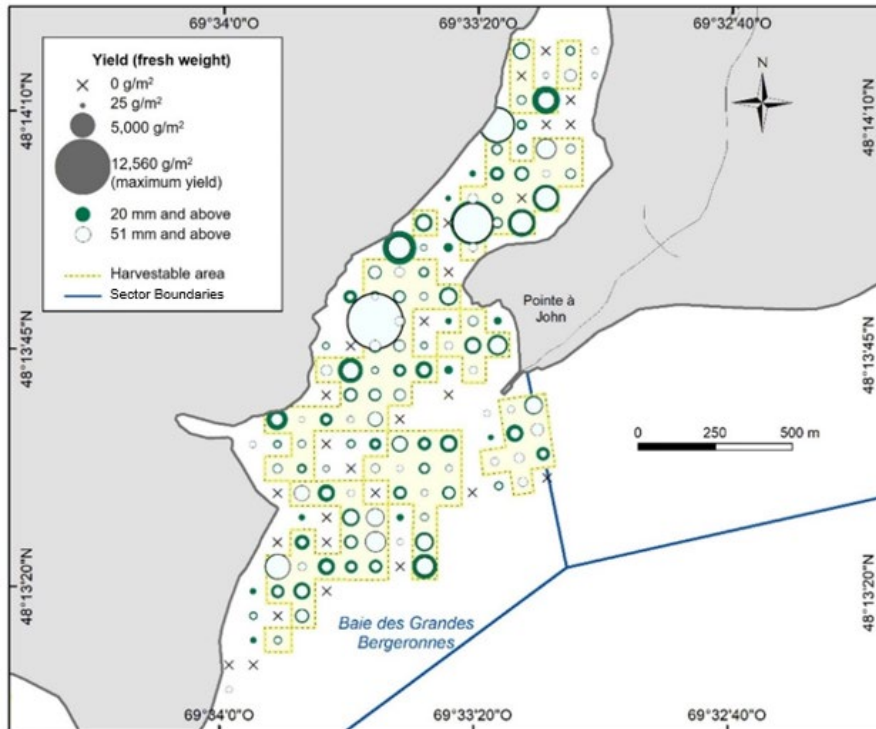 69°34'0"O 69°33'20"O 69°32'40"O
Yield (fresh weight)
0 g/m²
25 g/m²
5,000 g/m²
12,560 g/m²
(maximum yield)
20 mm and above
51 mm and above
Harvestable area
Sector Boundaries
N
48°14'10"N 48°14'10"N
Pointe à
John
48°13'45"N 48°13'45"N
0 250 500 m
48°13'20"N 48°13'20"N
Baie des Grandes
Bergeronnes
69°34'0"O 69°33'20"O 69°32'40"O